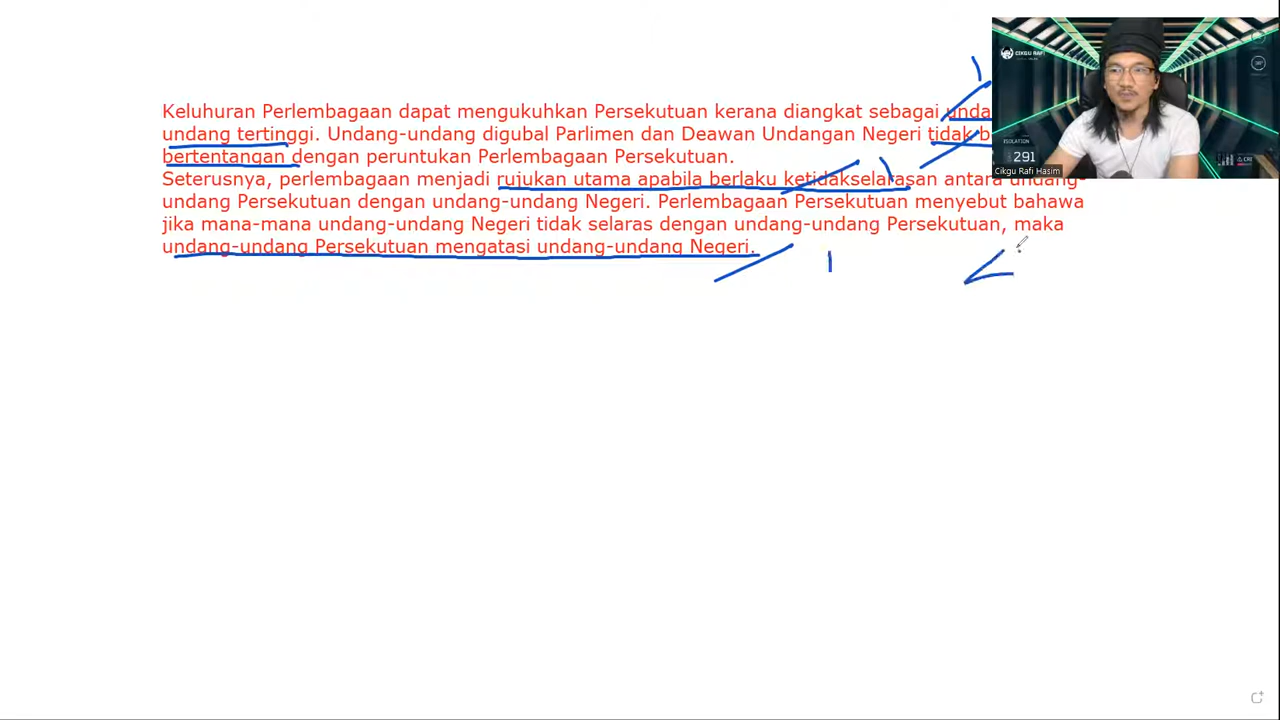 Keluhuran Perlembagaan dapat mengukuhkan Persekutuan kerana diangkat sebagai
undang tertinggi. Undang-undang digubal Parlimen dan Deawan Undangan Negeri tidak
bertentangan dengan peruntukan Perlembagaan Persekutuan.
Seterusnya, perlembagaan menjadi rujukan utama apabila berlaku ketidakselarasan antara undang-
undang Persekutuan dengan undang-undang Negeri. Perlembagaan Persekutuan menyebut bahawa
jika mana-mana undang-undang Negeri tidak selaras dengan undang-undang Persekutuan, maka
undang-undang Persekutuan mengatasi undang-undang Negeri.
CIKGU RAFI
ISOLATION
291
Cikgu Rafi Hasim